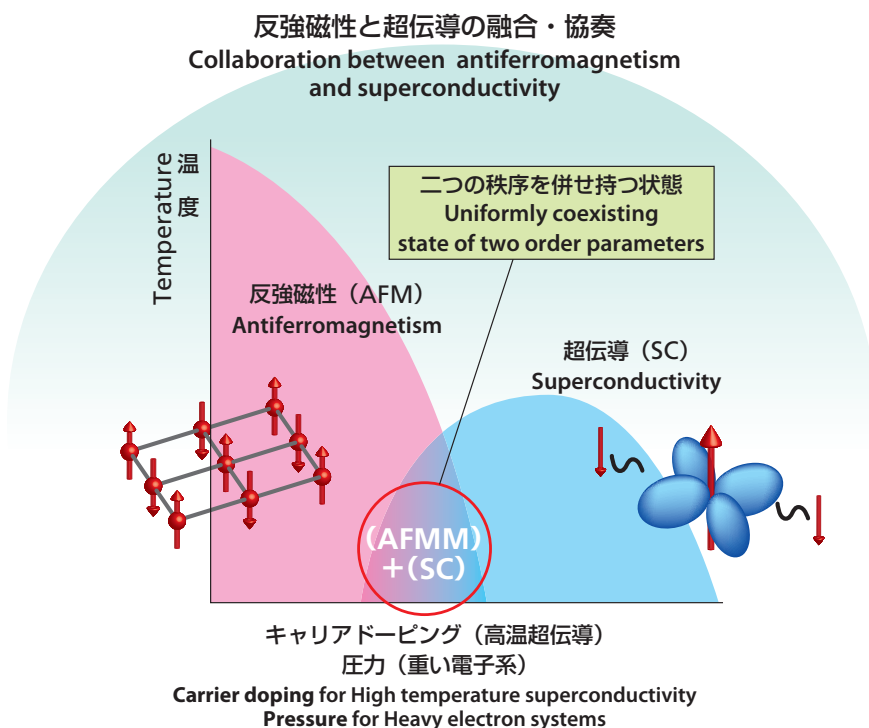 反強磁性と超伝導の融合・協奏
Collaboration between antiferromagnetism
and superconductivity
Temperature 温度
二つの秩序を併せ持つ状態
Uniformly coexisting
state of two order parameters
反強磁性（AFM）
Antiferromagnetism
超伝導（SC）
Superconductivity
(AFMM)
+(SC)
キャリアドーピング（高温超伝導）
圧力（重い電子系）
Carrier doping for High temperature superconductivity
Pressure for Heavy electron systems